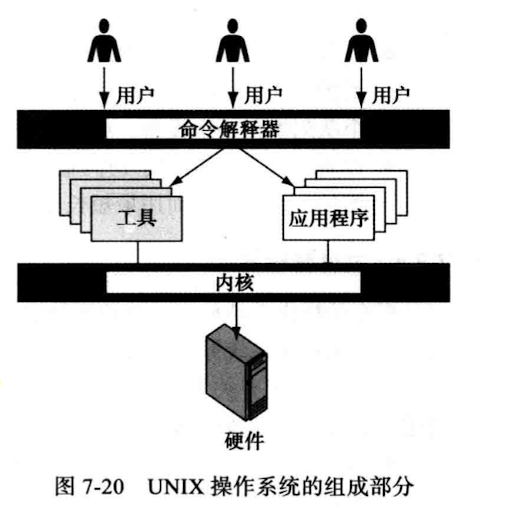 用户 用户 用户
命令解释器
工具 应用程序
内核
硬件
图 7-20 UNIX 操作系统的组成部分